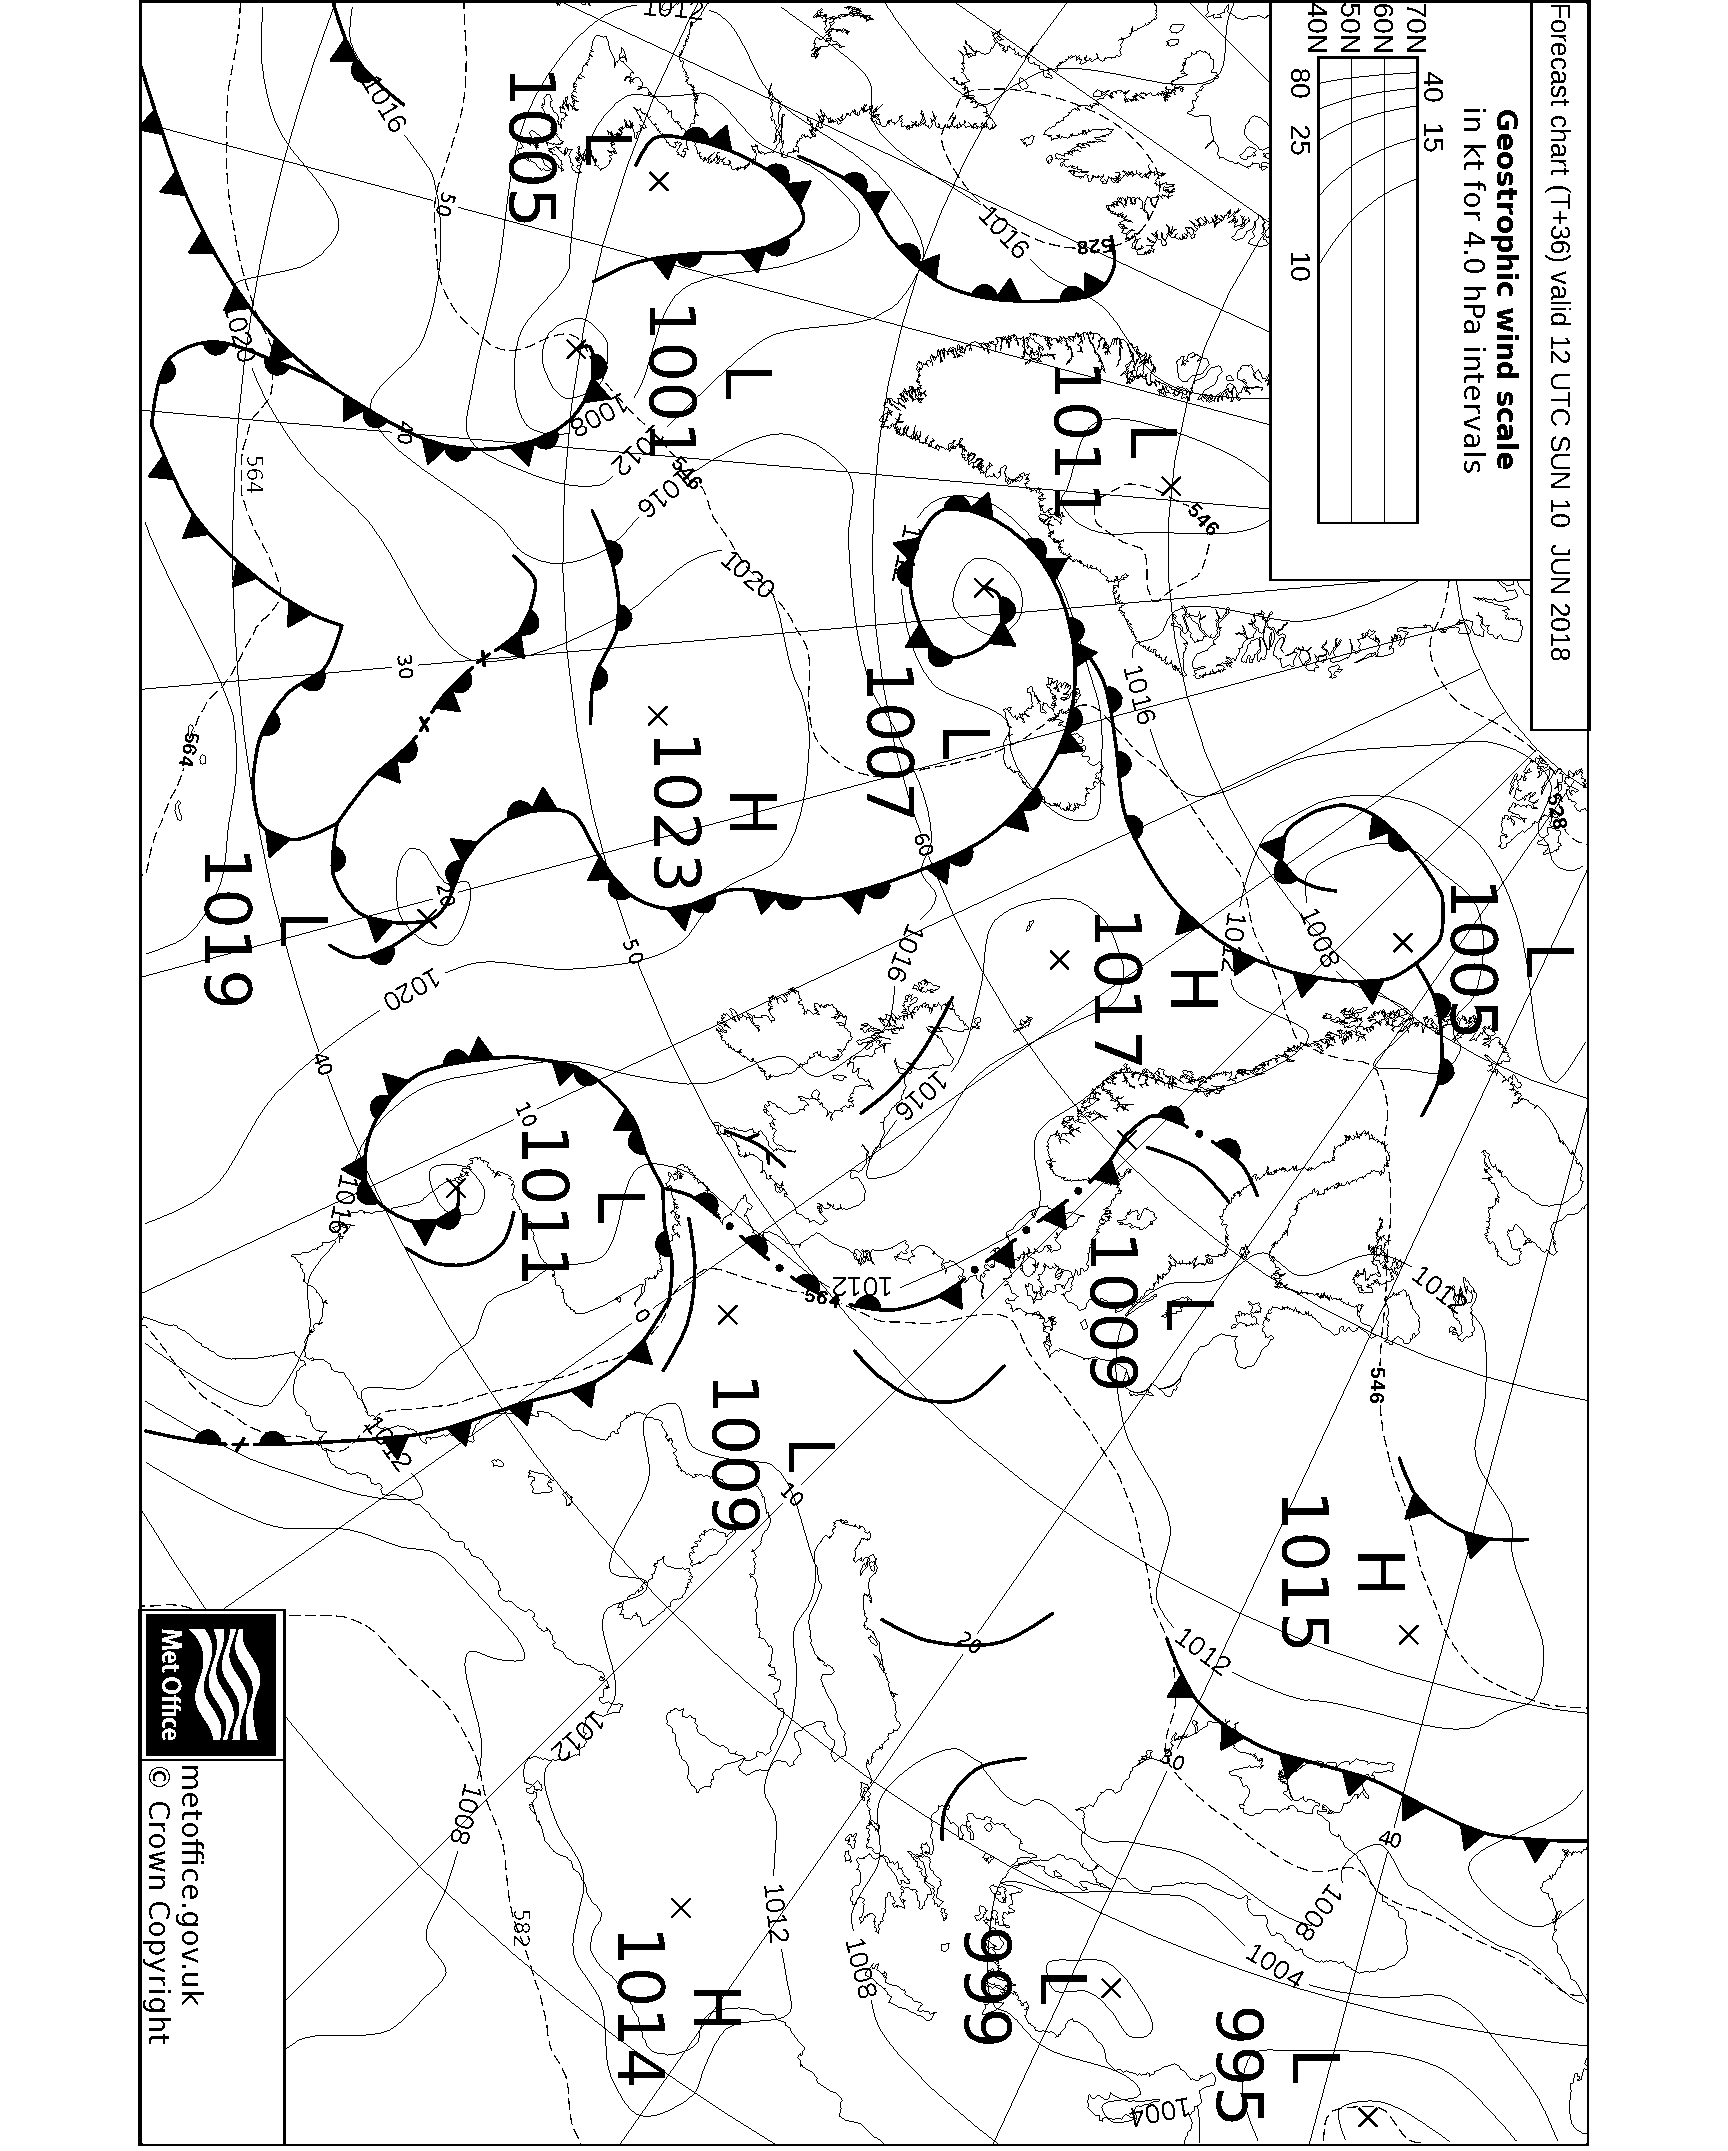 Forecast chart (T+36) valid 12 UTC SUN 10 JUN 2018
Geostrophic wind scale
in kt for 4.0 hPa intervals
40 15
70N
60N
50N
40N
80 25 10
1012
1016
L
1005
50
1016
528
1020
L
1001
1008
1012
546
1016
40
564
L
1011
546
1020
30
564
L
1007
1016
H
1023
60
528
L
1019
20
1020
50
1016
H
1017
1012
1008
L
1005
40
10
1016
1016
L
1011
0
1012
564
L
1009
1012
546
1012
L
1009
10
H
1015
20
1012
30
40
1012
1008
582
H
1014
1012
1008
1008
1004
L
999
L
995
1004
Met Office
metoffice.gov.uk
© Crown Copyright